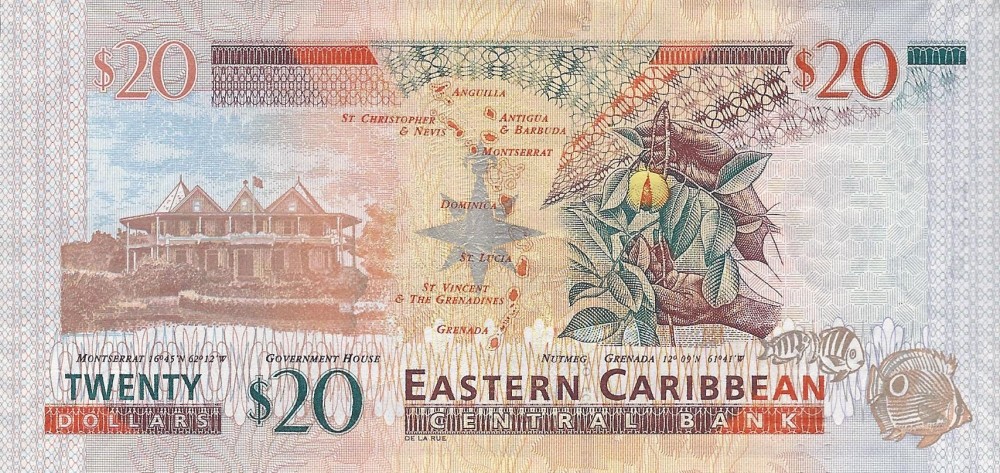 $20
$20
ANGUILLA
ST. CHRISTOPHER
& NEVIS
ANTIGUA
& BARBUDA
MONTSERRAT
DOMINICA
ST LUCIA
ST VINCENT
& THE GRENADINES
GRENADA
MONTSERRAT 16°45'N 62°12'W
GOVERNMENT HOUSE
NUTMEG, GRENADA 12°09'N 61°41'W
TWENTY
DOLLARS
$20
EASTERN CARIBBEAN
CENTRAL BANK
DE LA RUE